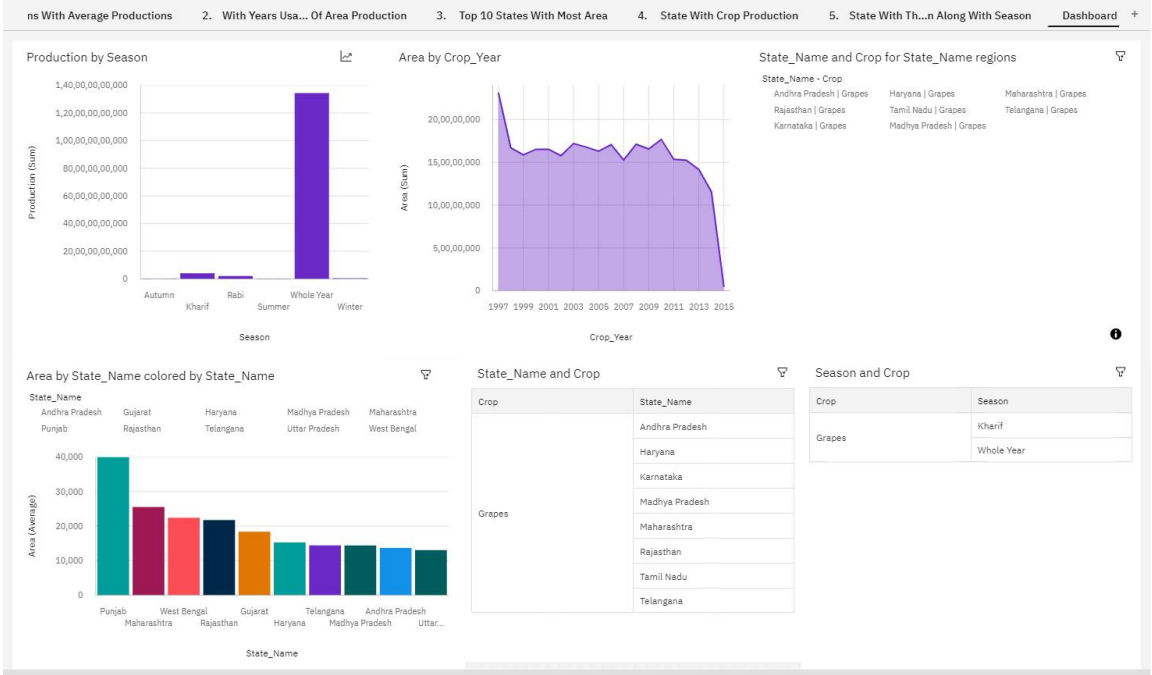 ns With Average Productions 2. With Years Usa... Of Area Production 3. Top 10 States With Most Area 4. State With Crop Production 5. State With Th...n Along With Season Dashboard +
Production by Season
1,40,00,00,00,000
1,20,00,00,00,000
1,00,00,00,00,000
80,00,00,00,000
60,00,00,00,000
40,00,00,00,000
20,00,00,00,000
0
Production (Sum)
Autumn Rabi Whole Year
Kharif Summer Winter
Season
Area by Crop_Year
20,00,00,000
15,00,00,000
10,00,00,000
5,00,00,000
0
Area (Sum)
1997 1999 2001 2003 2005 2007 2009 2011 2013 2015
Crop_Year
State_Name and Crop for State_Name regions
State_Name - Crop
Andhra Pradesh | Grapes Haryana | Grapes Maharashtra | Grapes
Rajasthan | Grapes Tamil Nadu | Grapes Telangana | Grapes
Karnataka | Grapes Madhya Pradesh | Grapes
Area by State_Name colored by State_Name
State_Name
Andhra Pradesh Gujarat Haryana Madhya Pradesh Maharashtra
Punjab Rajasthan Telangana Uttar Pradesh West Bengal
40,000
30,000
20,000
10,000
0
Area (Average)
Punjab West Bengal Gujarat Telangana Andhra Pradesh
Maharashtra Rajasthan Haryana Madhya Pradesh Uttar...
State_Name
State_Name and Crop
Crop State_Name
Grapes
Andhra Pradesh
Haryana
Karnataka
Madhya Pradesh
Maharashtra
Rajasthan
Tamil Nadu
Telangana
Season and Crop
Crop Season
Grapes
Kharif
Whole Year